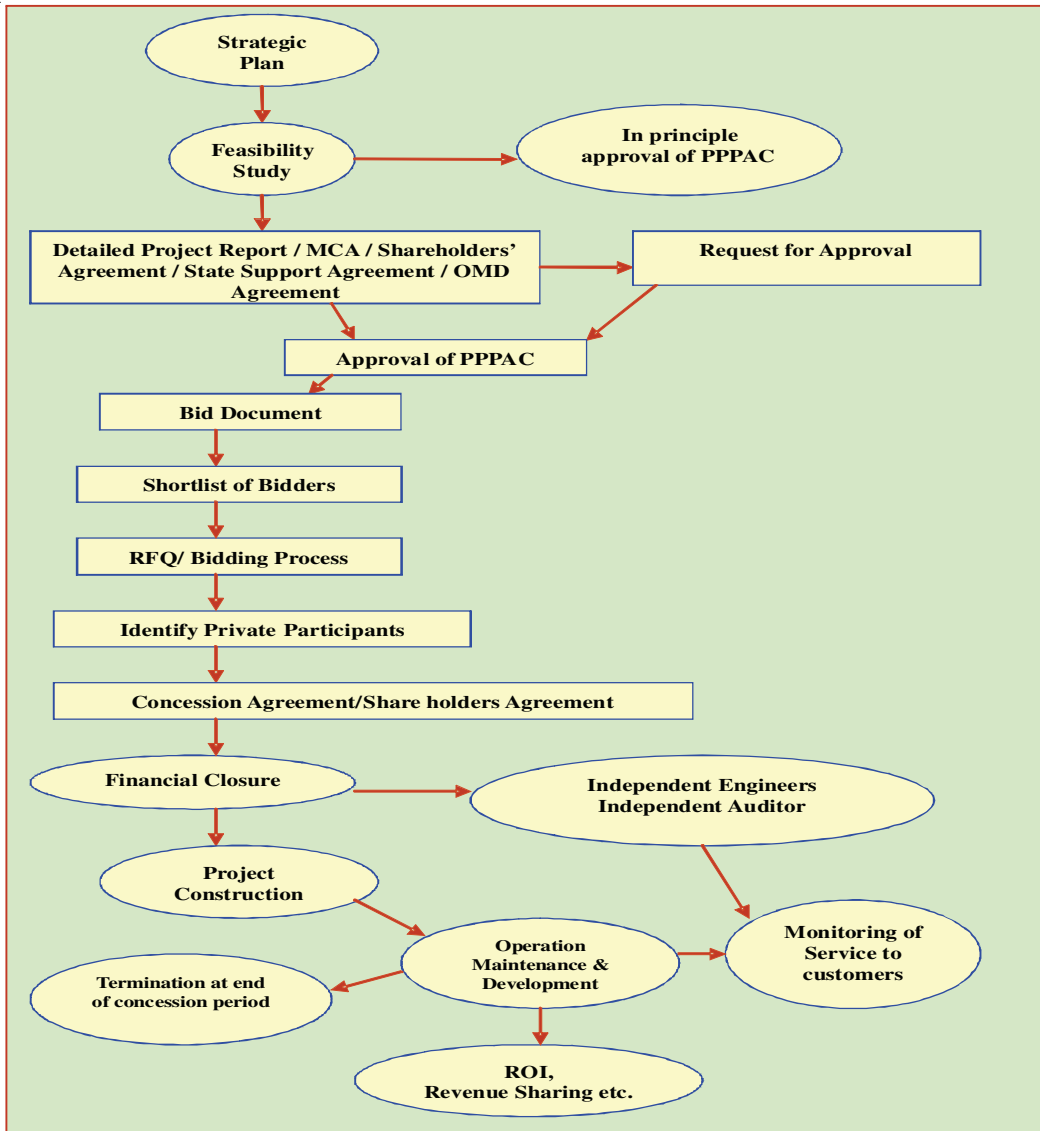 Strategic
Plan
Feasibility
Study
In principle
approval of PPPAC
Detailed Project Report / MCA / Shareholders’
Agreement / State Support Agreement / OMD
Agreement
Request for Approval
Approval of PPPAC
Bid Document
Shortlist of Bidders
RFQ/ Bidding Process
Identify Private Participants
Concession Agreement/Share holders Agreement
Financial Closure
Independent Engineers
Independent Auditor
Project
Construction
Operation
Maintenance &
Development
Monitoring of
Service to
customers
Termination at end
of concession period
ROI,
Revenue Sharing etc.